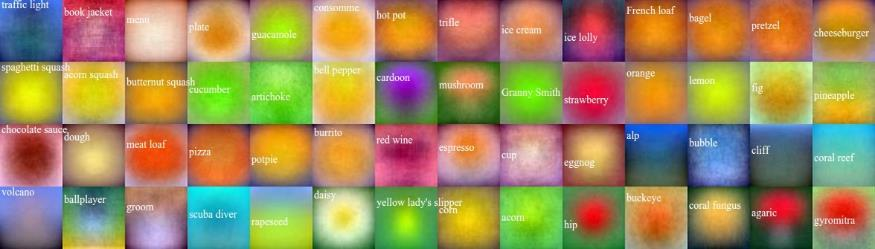 traffic light
book jacket
menu
plate
guacamole
consomme
hot pot
trifle
ice cream
ice lolly
French loaf
bagel
pretzel
cheeseburger
spaghetti squash
acorn squash
butternut squash
cucumber
artichoke
bell pepper
cardoon
mushroom
Granny Smith
strawberry
orange
lemon
fig
pineapple
chocolate sauce
dough
meat loaf
pizza
potpie
burrito
red wine
espresso
cup
eggnog
alp
bubble
cliff
coral reef
volcano
ballplayer
groom
scuba diver
rapeseed
daisy
yellow lady's slipper
corn
acorn
hip
buckeye
coral fungus
agaric
gyromitra